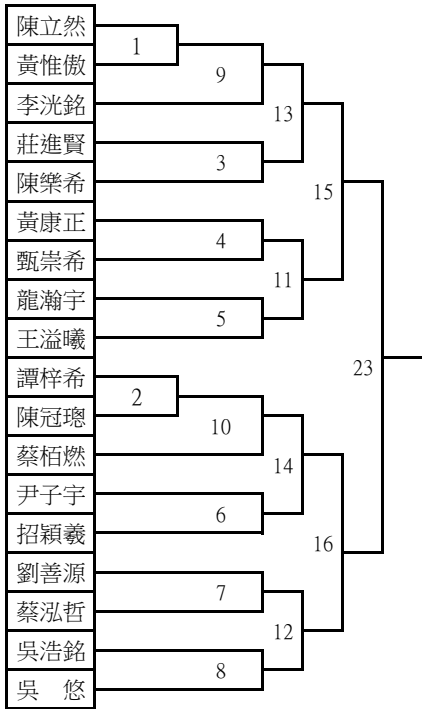 陳立然
黃惟傲
李洸銘
莊進賢
陳樂希
黃康正
甄崇希
龍瀚宇
王溢曦
譚梓希
陳冠璁
蔡栢燃
尹子宇
招穎羲
劉善源
蔡泓哲
吳浩銘
吳　悠
1
9
13
3
15
4
11
5
23
2
10
14
6
16
7
12
8